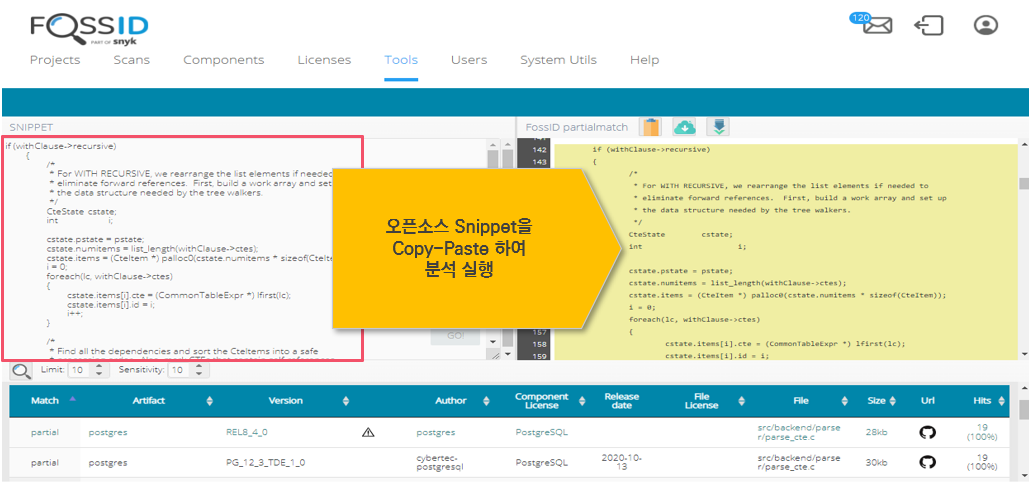 FOSSID
PART OF snyk
120
Projects
Scans
Components
Licenses
Tools
Users
System Utils
Help
SNIPPET
if (withClause->recursive)
{
/*
* For WITH RECURSIVE, we rearrange the list elements if needed
* eliminate forward references. First, build a work array and set
* the data structure needed by the tree walkers.
*/
CteState cstate;
int i;
cstate.pstate = pstate;
cstate.numitems = list_length(withClause->ctes);
cstate.items = (CteItem *) palloc0(cstate.numitems * sizeof(CteIte
i = 0;
foreach(lc, withClause->ctes)
{
cstate.items[i].cte = (CommonTableExpr *) lfirst(lc);
cstate.items[i].id = i;
i++;
}
/*
* Find all the dependencies and sort the CteItems into a safe
GO!
오픈소스 Snippet을
Copy-Paste 하여
분석 실행
FossID partialmatch
142 if (withClause->recursive)
143 {
/*
* For WITH RECURSIVE, we rearrange the list elements if needed to
* eliminate forward references. First, build a work array and set up
* the data structure needed by the tree walkers.
*/
CteState cstate;
int i;
cstate.pstate = pstate;
cstate.numitems = list_length(withClause->ctes);
cstate.items = (CteItem *) palloc0(cstate.numitems * sizeof(CteItem));
i = 0;
foreach(lc, withClause->ctes)
157 {
158 cstate.items[i].cte = (CommonTableExpr *) lfirst(lc);
159 cstate.items[i].id = i;
Limit: 10 Sensitivity: 10
Match Artifact Version Author Component License Release date File License File Size Url Hits
partial postgres REL8_4_0 postgres PostgreSQL src/backend/parser/parse_cte.c 28kb 19 (100%)
partial postgres PG_12_3_TDE_1_0 cybertec-postgresql PostgreSQL 2020-10-13 src/backend/parser/parse_cte.c 30kb 19 (100%)